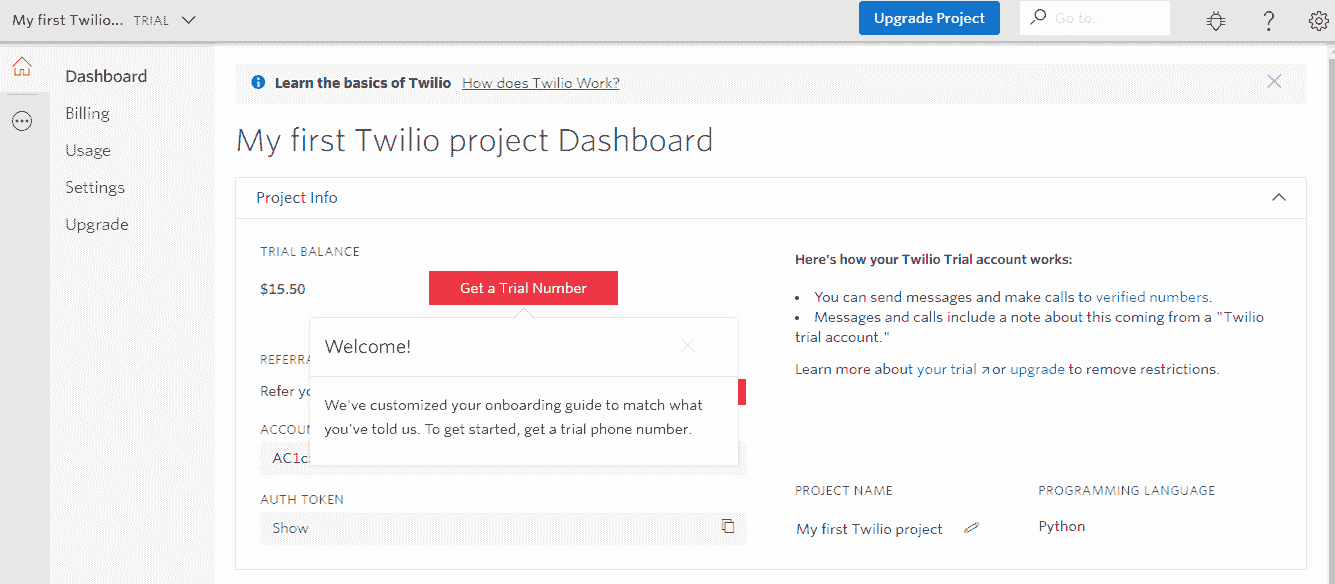 My first Twilio... TRIAL
Upgrade Project
Go to...
Dashboard
Billing
Usage
Settings
Upgrade
Learn the basics of Twilio How does Twilio Work?
My first Twilio project Dashboard
Project Info
TRIAL BALANCE
$15.50
Get a Trial Number
Welcome!
We've customized your onboarding guide to match what
you've told us. To get started, get a trial phone number.
REFERRA
Refer yo
ACCOUN
AC1c
AUTH TOKEN
Show
Here's how your Twilio Trial account works:
• You can send messages and make calls to verified numbers.
• Messages and calls include a note about this coming from a "Twilio
trial account."
Learn more about your trial or upgrade to remove restrictions.
PROJECT NAME
My first Twilio project
PROGRAMMING LANGUAGE
Python